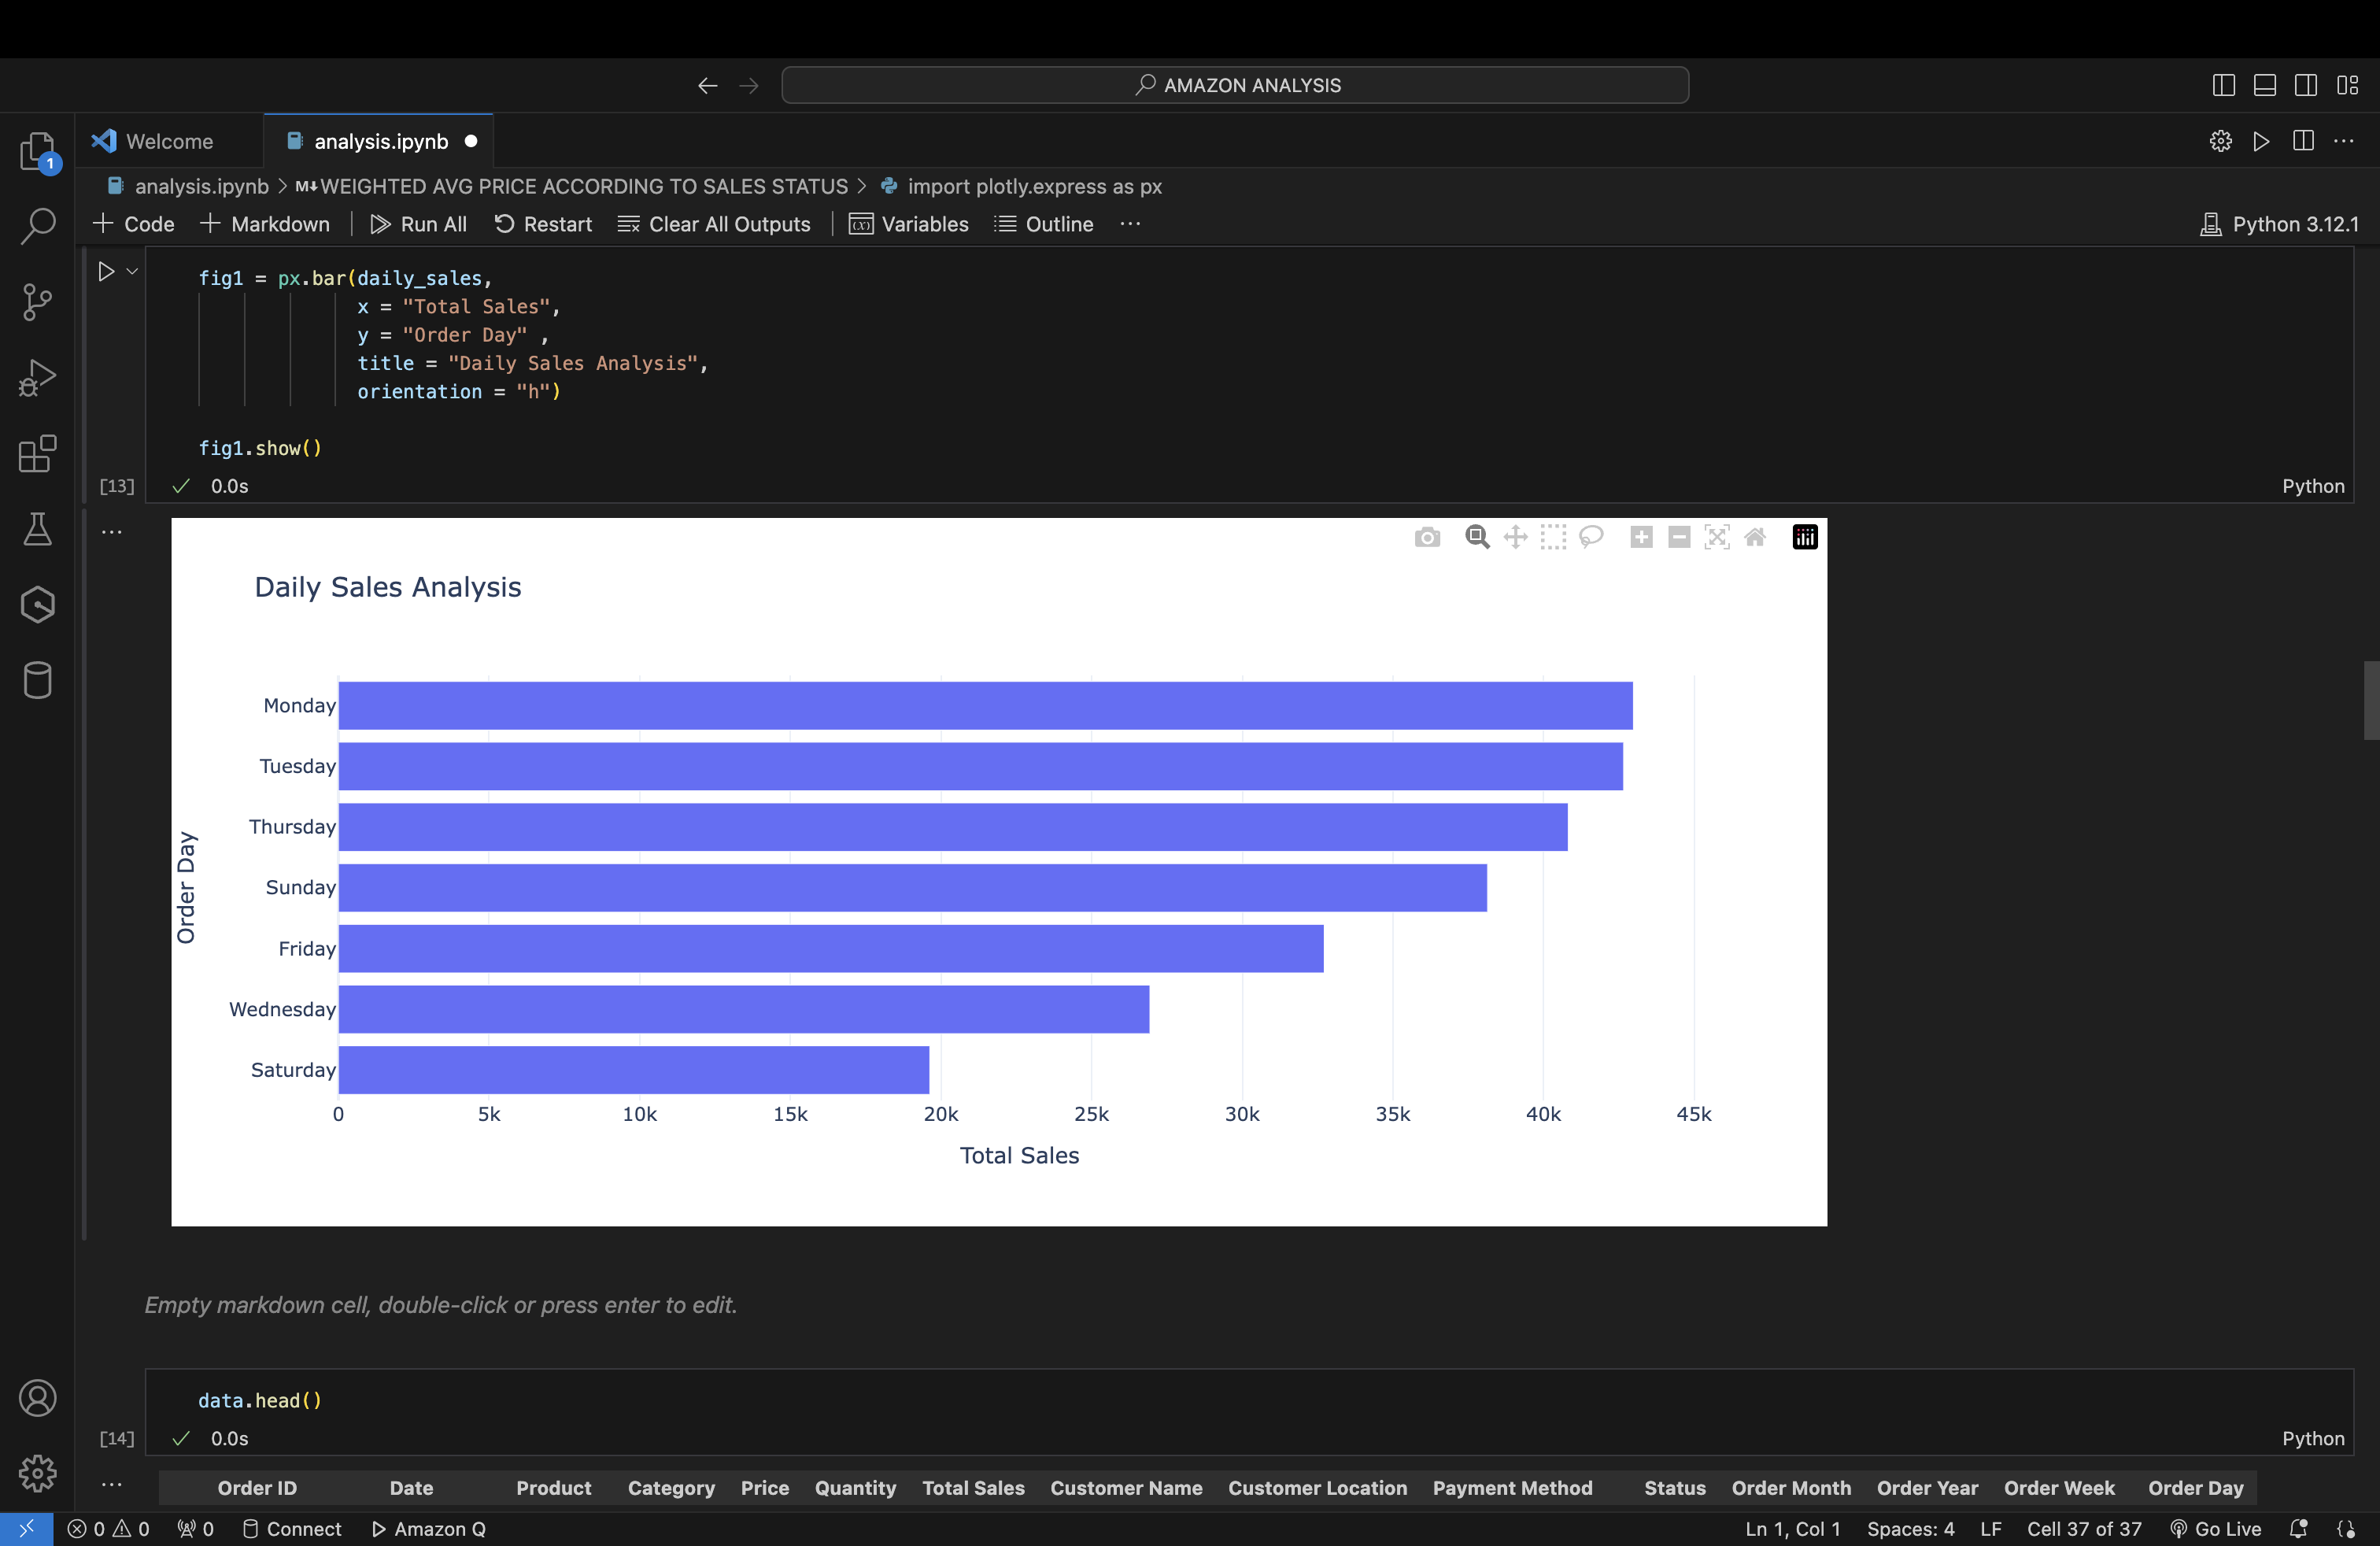 AMAZON ANALYSIS
Welcome
analysis.ipynb
1
analysis.ipynb > M↓WEIGHTED AVG PRICE ACCORDING TO SALES STATUS > import plotly.express as px
+ Code + Markdown | Run All Restart Clear All Outputs | Variables Outline ...
Python 3.12.1
fig1 = px.bar(daily_sales,
x = "Total Sales",
y = "Order Day" ,
title = "Daily Sales Analysis",
orientation = "h")
fig1.show()
[13] ✓ 0.0s Python
...
Daily Sales Analysis
Order Day
Monday
Tuesday
Thursday
Sunday
Friday
Wednesday
Saturday
0 5k 10k 15k 20k 25k 30k 35k 40k 45k
Total Sales
Empty markdown cell, double-click or press enter to edit.
data.head()
[14] ✓ 0.0s Python
...
Order ID Date Product Category Price Quantity Total Sales Customer Name Customer Location Payment Method Status Order Month Order Year Order Week Order Day
0 0 0 Connect Amazon Q Ln 1, Col 1 Spaces: 4 LF Cell 37 of 37 Go Live